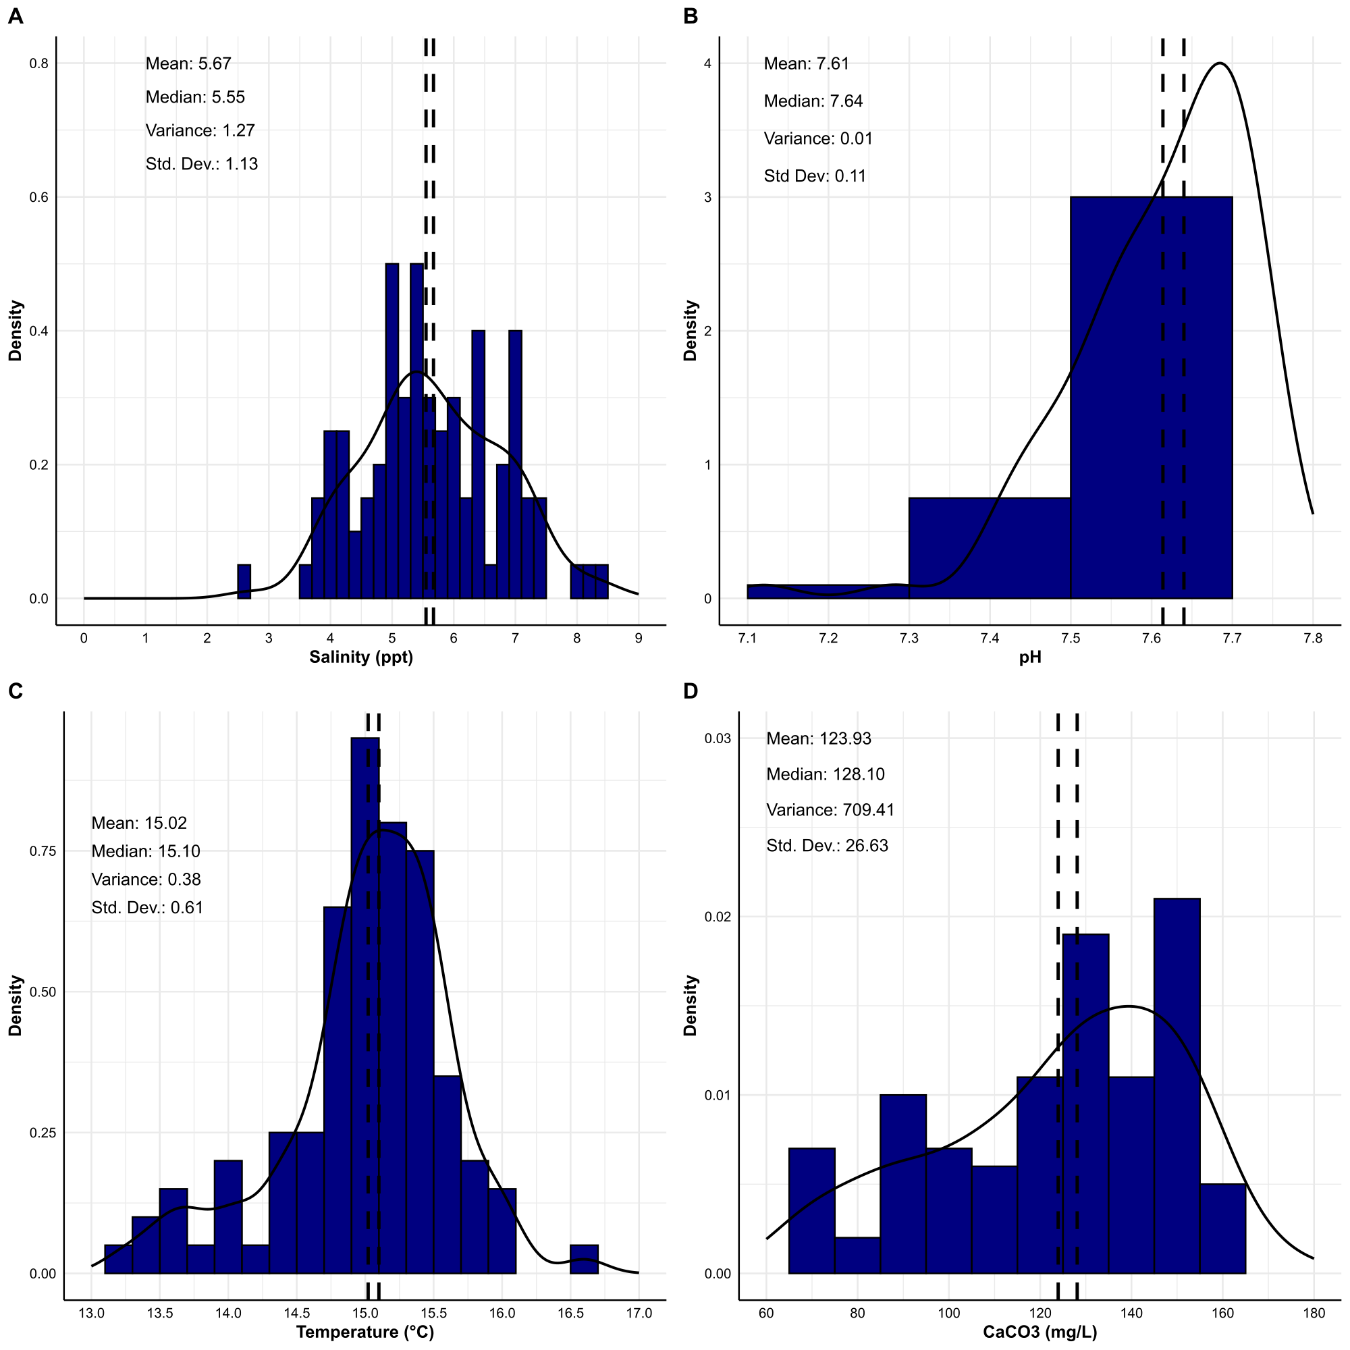 A
Mean: 5.67
Median: 5.55
Variance: 1.27
Std. Dev.: 1.13
0.8
0.6
0.4
0.2
0.0
Density
0 1 2 3 4 5 6 7 8 9
Salinity (ppt)
B
Mean: 7.61
Median: 7.64
Variance: 0.01
Std Dev: 0.11
4
3
2
1
0
Density
7.1 7.2 7.3 7.4 7.5 7.6 7.7 7.8
pH
C
Mean: 15.02
Median: 15.10
Variance: 0.38
Std. Dev.: 0.61
0.75
0.50
0.25
0.00
Density
13.0 13.5 14.0 14.5 15.0 15.5 16.0 16.5 17.0
Temperature (°C)
D
Mean: 123.93
Median: 128.10
Variance: 709.41
Std. Dev.: 26.63
0.03
0.02
0.01
0.00
Density
60 80 100 120 140 160 180
CaCO3 (mg/L)